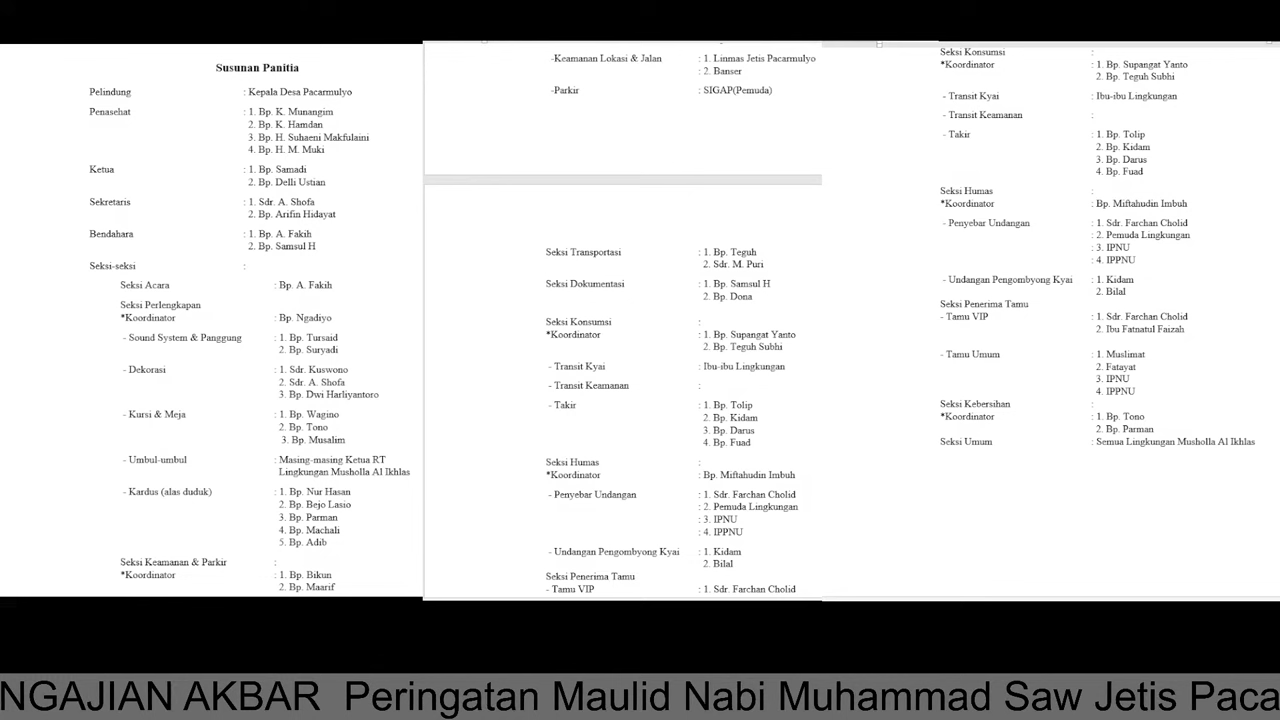 Susunan Panitia
Pelindung : Kepala Desa Pacarmulyo
Penasehat : 1. Bp. K. Munangim
2. Bp. K. Hamdan
3. Bp. H. Suhaeni Makfulaini
4. Bp. H. M. Muki
Ketua : 1. Bp. Samadi
2. Bp. Delli Ustian
Sekretaris : 1. Sdr. A. Shofa
2. Bp. Arifin Hidayat
Bendahara : 1. Bp. A. Fakih
2. Bp. Samsul H
Seksi-seksi :
Seksi Acara : Bp. A. Fakih
Seksi Perlengkapan
*Koordinator : Bp. Ngadiyo
- Sound System & Panggung : 1. Bp. Tursaid
2. Bp. Suryadi
- Dekorasi : 1. Sdr. Kuswono
2. Sdr. A. Shofa
3. Bp. Dwi Harliyantoro
- Kursi & Meja : 1. Bp. Wagino
2. Bp. Tono
3. Bp. Musalim
- Umbul-umbul : Masing-masing Ketua RT
Lingkungan Musholla Al Ikhlas
- Kardus (alas duduk) : 1. Bp. Nur Hasan
2. Bp. Bejo Lasio
3. Bp. Parman
4. Bp. Machali
5. Bp. Adib
Seksi Keamanan & Parkir :
*Koordinator : 1. Bp. Bikun
2. Bp. Maarif
-Keamanan Lokasi & Jalan : 1. Linmas Jetis Pacarmulyo
: 2. Banser
-Parkir : SIGAP(Pemuda)
Seksi Transportasi : 1. Bp. Teguh
2. Sdr. M. Puri
Seksi Dokumentasi : 1. Bp. Samsul H
2. Bp. Dona
Seksi Konsumsi :
*Koordinator : 1. Bp. Supangat Yanto
2. Bp. Teguh Subhi
- Transit Kyai : Ibu-ibu Lingkungan
- Transit Keamanan :
- Takir : 1. Bp. Tolip
2. Bp. Kidam
3. Bp. Darus
4. Bp. Fuad
Seksi Humas :
*Koordinator : Bp. Miftahudin Imbuh
- Penyebar Undangan : 1. Sdr. Farchan Cholid
: 2. Pemuda Lingkungan
: 3. IPNU
: 4. IPPNU
- Undangan Pengombyong Kyai : 1. Kidam
2. Bilal
Seksi Penerima Tamu
- Tamu VIP : 1. Sdr. Farchan Cholid
Seksi Konsumsi :
*Koordinator : 1. Bp. Supangat Yanto
2. Bp. Teguh Subhi
- Transit Kyai : Ibu-ibu Lingkungan
- Transit Keamanan :
- Takir : 1. Bp. Tolip
2. Bp. Kidam
3. Bp. Darus
4. Bp. Fuad
Seksi Humas :
*Koordinator : Bp. Miftahudin Imbuh
- Penyebar Undangan : 1. Sdr. Farchan Cholid
: 2. Pemuda Lingkungan
: 3. IPNU
: 4. IPPNU
- Undangan Pengombyong Kyai : 1. Kidam
2. Bilal
Seksi Penerima Tamu
- Tamu VIP : 1. Sdr. Farchan Cholid
2. Ibu Fatnatul Faizah
- Tamu Umum : 1. Muslimat
2. Fatayat
3. IPNU
4. IPPNU
Seksi Kebersihan :
*Koordinator : 1. Bp. Tono
2. Bp. Parman
Seksi Umum : Semua Lingkungan Musholla Al Ikhlas
NGAJIAN AKBAR Peringatan Maulid Nabi Muhammad Saw Jetis Paca